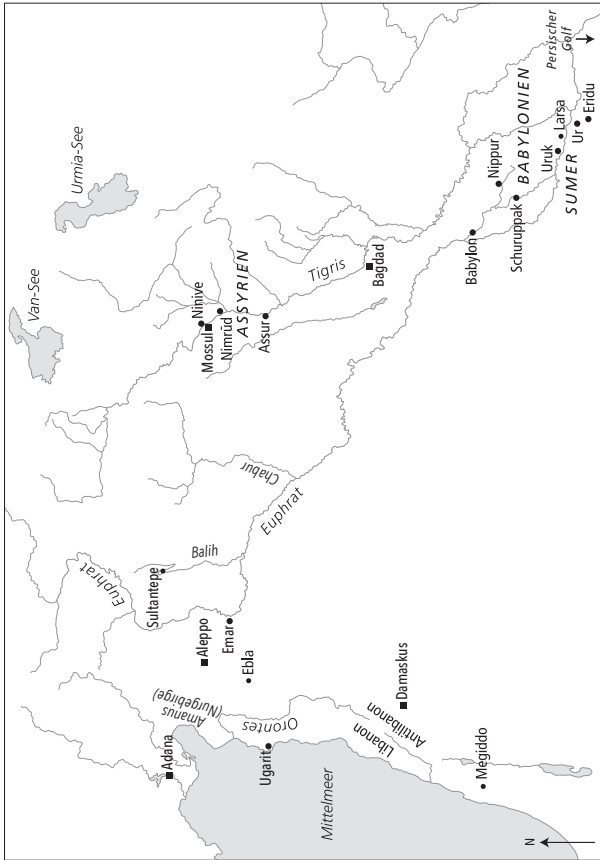 Van-See
Urmia-See
Adana
Amanus
(Nurgebirge)
Euphrat
Sultantepe
Balih
Chabur
Mossul
Ninive
Nimrūd
ASSYRIEN
Assur
Tigris
Aleppo
Emar
Ebla
Ugarit
Orontes
Euphrat
Mittelmeer
Libanon
Antilibanon
Damaskus
Megiddo
Bagdad
Babylon
Nippur
Schuruppak
BABYLONIEN
Uruk
Larsa
SUMER
Ur
Eridu
Persischer
Golf
N